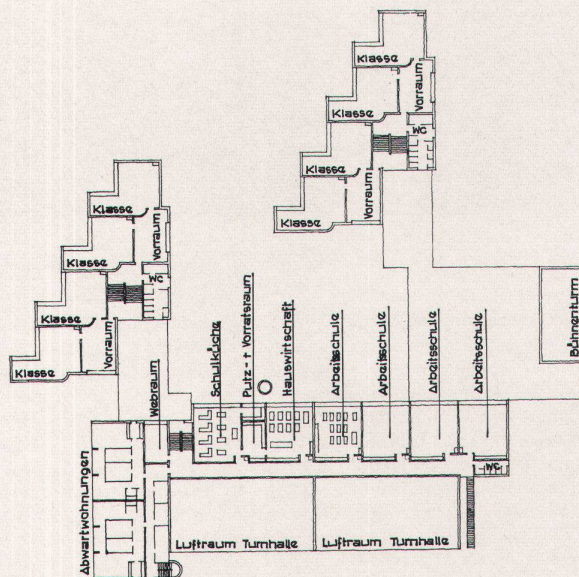 Klasse
Klasse
Vorraum
Klasse
WC
Klasse
Vorraum
Klasse
Klasse
Vorraum
WC
Klasse
Vorraum
Klasse
Webraum
Schulküche
Putz- + Vorratsraum
Hauswirtschaft
Arbeitsschule
Arbeitsschule
Arbeitsschule
Arbeitsschule
Bühnenturm
Abwartwohnungen
WC
Luftraum Turnhalle
Luftraum Turnhalle